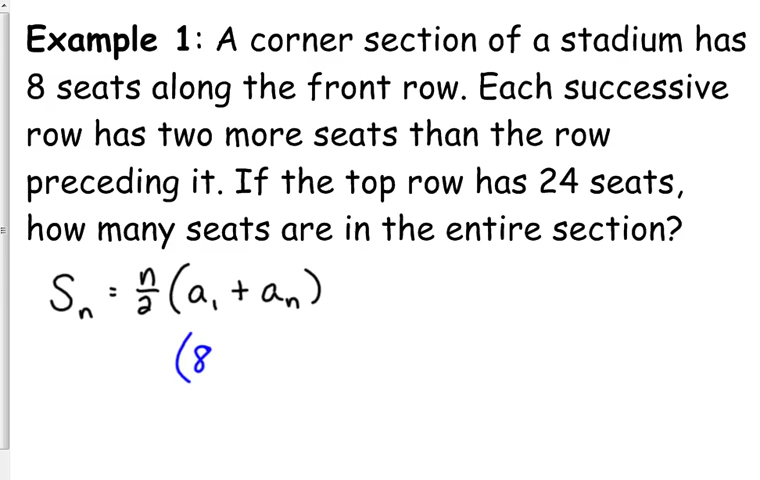 Example 1: A corner section of a stadium has
8 seats along the front row. Each successive
row has two more seats than the row
preceding it. If the top row has 24 seats,
how many seats are in the entire section?
Sₙ = n/2 (a₁ + aₙ)
(8